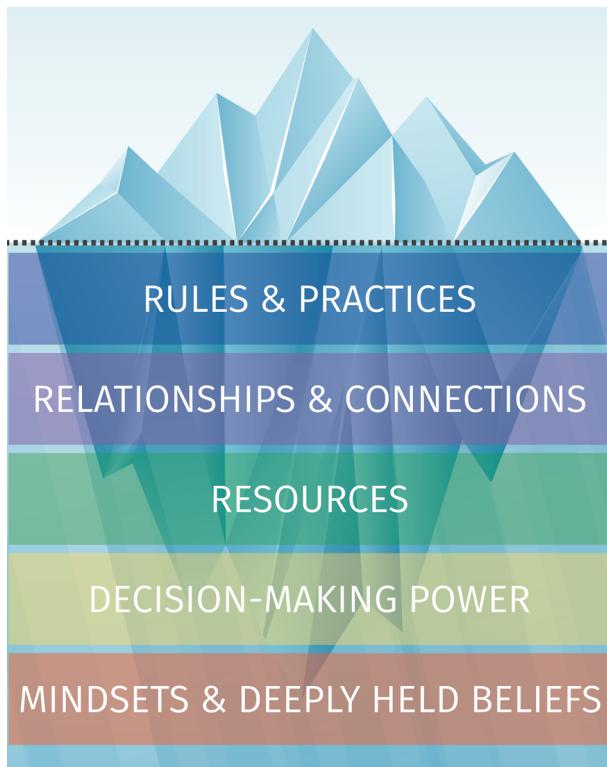 RULES & PRACTICES
RELATIONSHIPS & CONNECTIONS
RESOURCES
DECISION-MAKING POWER
MINDSETS & DEEPLY HELD BELIEFS